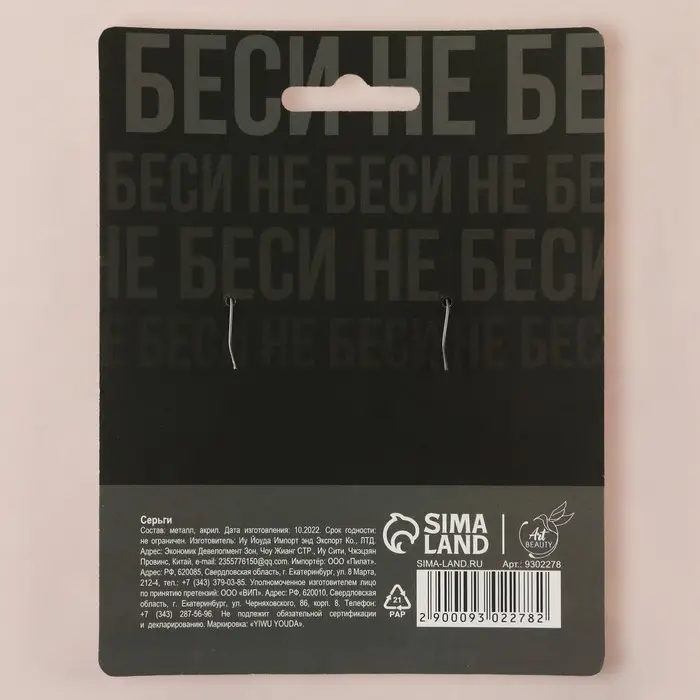 БЕСИ НЕ БЕ
БЕСИ НЕ БЕСИ НЕ БЕ
НЕ БЕСИ НЕ БЕСИ
БЕСИ НЕ БЕСИ НЕ БЕС
Серьги
Состав: металл, акрил. Дата изготовления: 10.2022. Срок годности:
не ограничен. Изготовитель: Иу Йоуда Импорт энд Экспорт Ко., ЛТД.
Адрес: Экономик Девелопмент Зон, Чоу Жианг СТР., Иу Сити, Чжэцзян
Провинс, Китай, e-mail: 2355776150@qq.com. Импортёр: ООО «Пилат».
Адрес: РФ, 620085, Свердловская область, г. Екатеринбург, ул. 8 Марта,
212-4, тел.: +7 (343) 379-03-85. Уполномоченное изготовителем лицо
по принятию претензий: ООО «ВИП». Адрес: РФ, 620010, Свердловская
область, г. Екатеринбург, ул. Черняховского, 86, корп. 8. Телефон:
+7 (343) 287-56-96. Не подлежит обязательной сертификации
и декларированию. Маркировка: «YIWU YOUDA».
SIMA
LAND
Art
BEAUTY
SIMA-LAND.RU
Арт.: 9302278
21
PAP
2 900093 022782